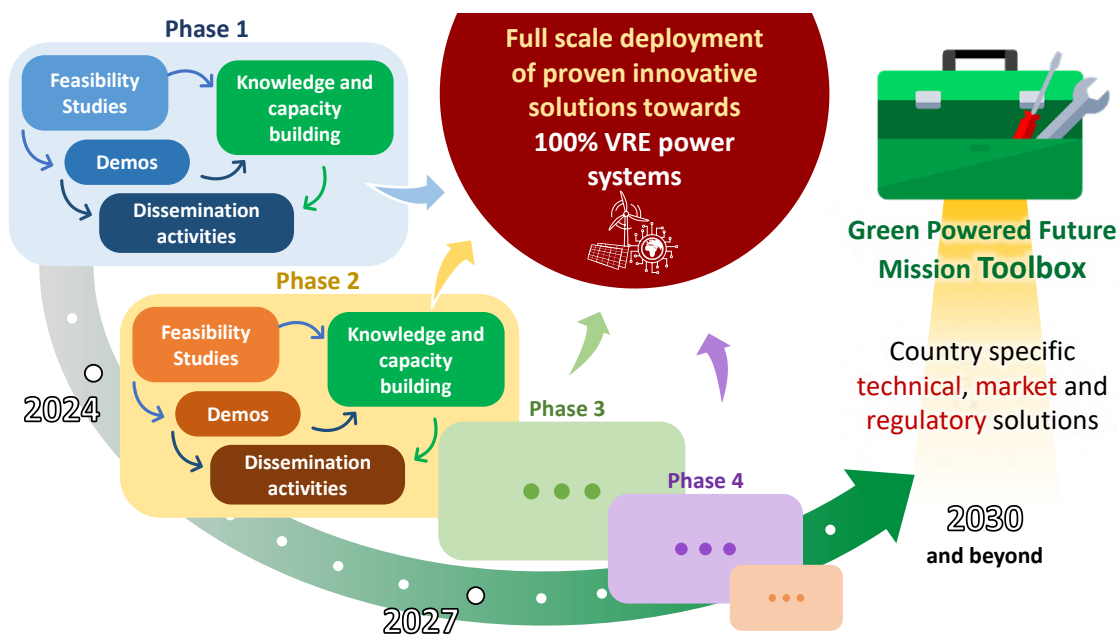 Phase 1
Feasibility
Studies
Knowledge and
capacity
building
Demos
Dissemination
activities
Full scale deployment
of proven innovative
solutions towards
100% VRE power
systems
Green Powered Future
Mission Toolbox
Phase 2
Feasibility
Studies
Knowledge and
capacity
building
Demos
Dissemination
activities
Phase 3
Phase 4
Country specific
technical, market and
regulatory solutions
2024
2027
2030
and beyond